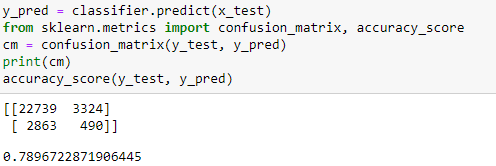 y_pred = classifier.predict(x_test)
from sklearn.metrics import confusion_matrix, accuracy_score
cm = confusion_matrix(y_test, y_pred)
print(cm)
accuracy_score(y_test, y_pred)
[[22739  3324]
 [ 2863   490]]
0.7896722871906445